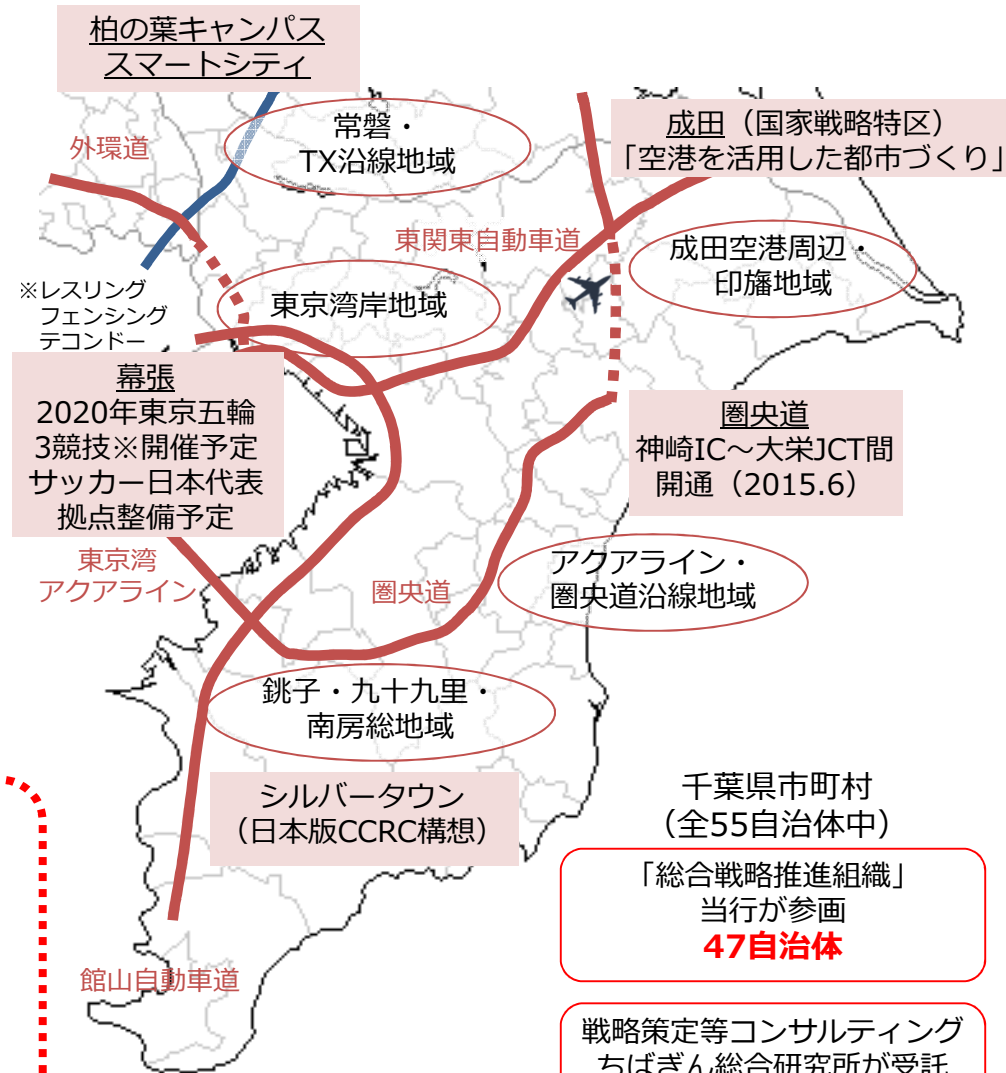 柏の葉キャンパス
スマートシティ
外環道
常磐・
TX沿線地域
成田（国家戦略特区）
「空港を活用した都市づくり」
東関東自動車道
成田空港周辺・
印旛地域
※レスリング
フェンシング
テコンドー
東京湾岸地域
幕張
2020年東京五輪
3競技※開催予定
サッカー日本代表
拠点整備予定
圏央道
神崎IC～大栄JCT間
開通（2015.6）
東京湾
アクアライン
圏央道
アクアライン・
圏央道沿線地域
銚子・九十九里・
南房総地域
シルバータウン
（日本版CCRC構想）
館山自動車道
千葉県市町村
（全55自治体中）
「総合戦略推進組織」
当行が参画
47自治体
戦略策定等コンサルティング
ちばぎん総合研究所が受託